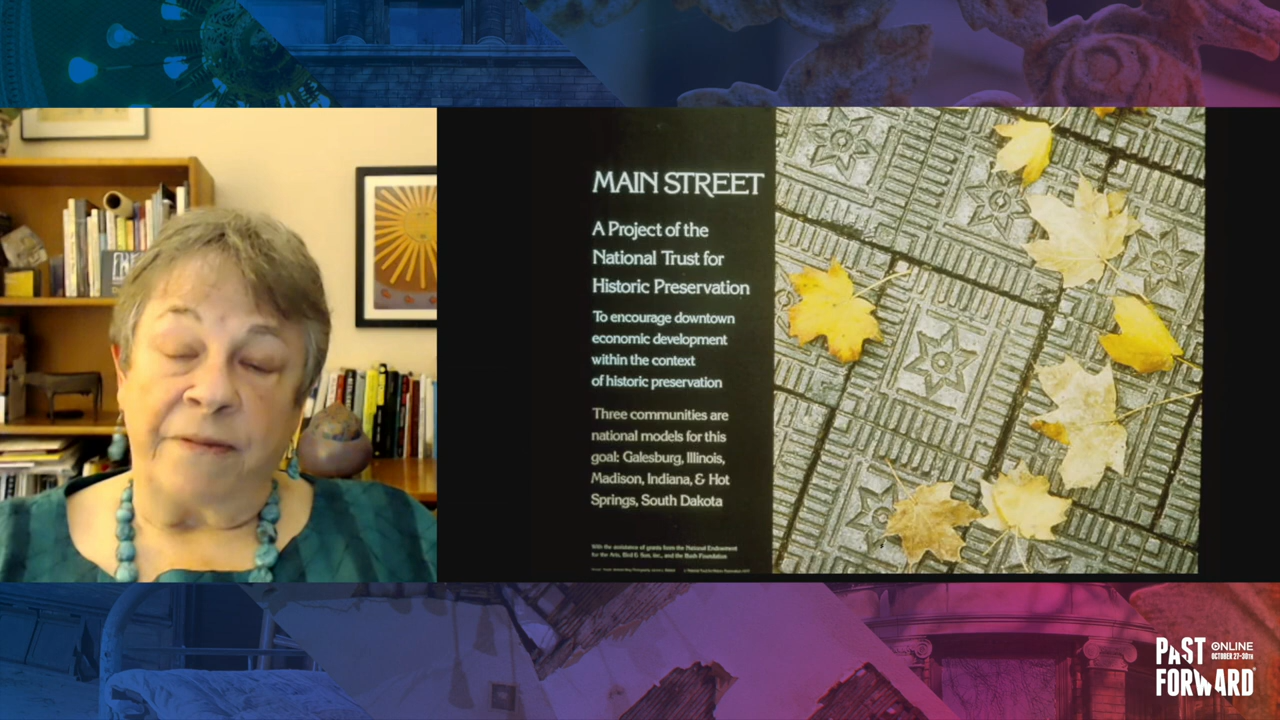 MAIN STREET
A Project of the
National Trust for
Historic Preservation
To encourage downtown
economic development
within the context
of historic preservation
Three communities are
national models for this
goal: Galesburg, Illinois,
Madison, Indiana, & Hot
Springs, South Dakota
With the assistance of grants from the National Endowment
for the Arts, Bird & Son, inc., and the Bush Foundation
PAST
FORWARD
ONLINE
OCTOBER 27-30TH